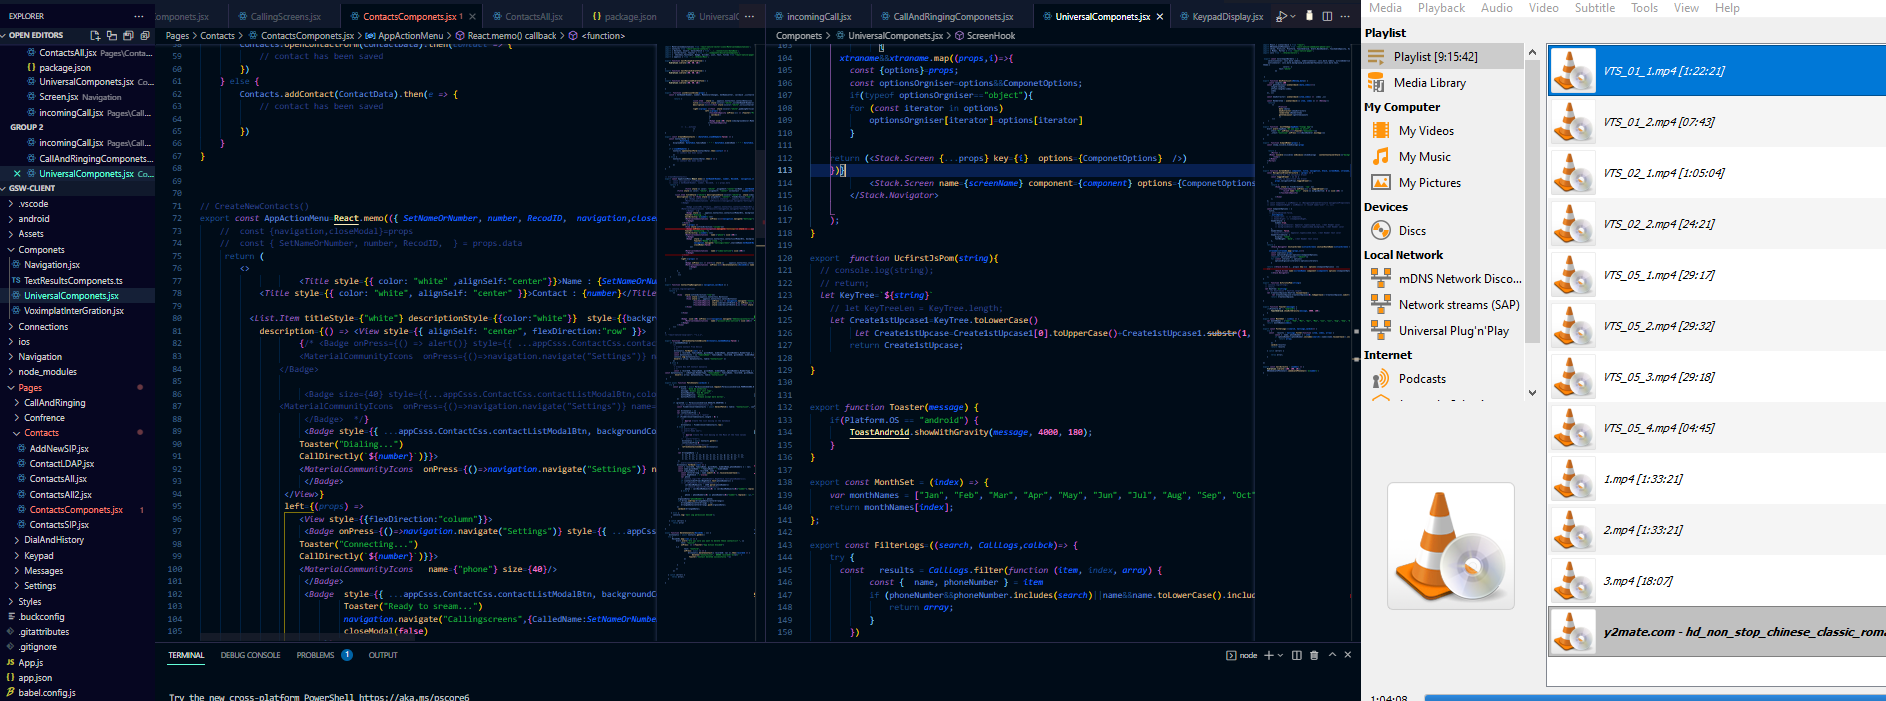 EXPLORER
OPEN EDITORS
ContactsAll.jsx Pages\Conta...
package.json
UniversalComponets.jsx Co...
Screen.jsx Navigation
incomingCall.jsx Pages\Call...
GROUP 2
incomingCall.jsx Pages\Call...
CallAndRingingComponets...
UniversalComponets.jsx Co...
GSW-CLIENT
.vscode
android
Assets
Componets
Navigation.jsx
TS TextResultsComponets.ts
UniversalComponets.jsx
VoximplatInterGration.jsx
Connections
ios
Navigation
node_modules
Pages
CallAndRinging
Confrence
Contacts
AddNewSIP.jsx
ContactLDAP.jsx
ContactsAll.jsx
ContactsAll2.jsx
ContactsComponets.jsx 1
ContactsSIP.jsx
DialAndHistory
Keypad
Messages
Settings
Styles
.buckconfig
.gitattributes
.gitignore
JS App.js
app.json
babel.config.js
omponets.jsx
CallingScreens.jsx
ContactsComponets.jsx 1
ContactsAll.jsx
package.json
UniversalC
Pages > Contacts > ContactsComponets.jsx > AppActionMenu > React.memo() callback > <function>
59 // contact has been saved
60 })
61 } else {
62 Contacts.addContact(ContactData).then(e => {
63 // contact has been saved
64
65 })
66 }
67 }
68
69
70
71 // CreateNewContacts()
72 export const AppActionMenu=React.memo(({ SetNameOrNumber, number, RecodID, navigation,close
73 // const {navigation,closeModal}=props
74 // const { SetNameOrNumber, number, RecodID, } = props.data
75 return (
76 <>
77 <Title style={{ color: "white" ,alignSelf:"center"}}>Name : {SetNameOrNu
78 <Title style={{ color: "white", alignSelf: "center" }}>Contact : {number}</Title
79
80 <List.Item titleStyle={"white"} descriptionStyle={{color:"white"}} style={{backg
81 description={() => <View style={{ alignSelf: "center", flexDirection:"row" }}>
82 {/* <Badge onPress={() => alert()} style={{ ...appCsss.ContactCss.contac
83 <MaterialCommunityIcons onPress={()=>navigation.navigate("Settings")} n
84 </Badge>
85
86 <Badge size={40} style={{...appCsss.ContactCss.contactListModalBtn,color
87 <MaterialCommunityIcons onPress={()=>navigation.navigate("Settings")} name=
88 </Badge> */}
89 <Badge style={{ ...appCsss.ContactCss.contactListModalBtn, backgroundCo
90 Toaster("Dialing...")
91 CallDirectly(`${number}`)}}>
92 <MaterialCommunityIcons onPress={()=>navigation.navigate("Settings")} n
93 </Badge>
94 </View>}
95 left={(props) =>
96 <View style={{flexDirection:"column"}}>
97 <Badge onPress={()=>navigation.navigate("Settings")} style={{ ...appCss
98 Toaster("Connecting...")
99 CallDirectly(`${number}`)}}>
100 <MaterialCommunityIcons name={"phone"} size={40}/>
101 </Badge>
102 <Badge style={{ ...appCsss.ContactCss.contactListModalBtn, backgroundCo
103 Toaster("Ready to sream...")
104 navigation.navigate("Callingscreens",{CalledName:SetNameOrNumbe
105 closeModal(false)
incomingCall.jsx
CallAndRingingComponets.jsx
UniversalComponets.jsx
KeypadDisplay.jsx
Componets > UniversalComponets.jsx > ScreenHook
104 xtraname&&xtraname.map((props,i)=>{
105 const {options}=props;
106 const optionsOrgniser=options&&ComponetOptions;
107 if(typeof optionsOrgniser=="object"){
108 for (const iterator in options)
109 optionsOrgniser[iterator]=options[iterator]
110 }
111
112 return (<Stack.Screen {...props} key={i} options={ComponetOptions} />)
113 })}
114 <Stack.Screen name={screenName} component={component} options={ComponetOptions
115 </Stack.Navigator>
116
117 );
118 }
119
120 export function UcfirstJsPom(string){
121 // console.log(string);
122 // return;
123 let KeyTree=`${string}`
124 // let KeyTreeLen = KeyTree.length;
125 let Create1stUpcase1=KeyTree.toLowerCase()
126 let Create1stUpcase=Create1stUpcase1[0].toUpperCase()+Create1stUpcase1.substr(1,
127 return Create1stUpcase;
128
129 }
130
131
132 export function Toaster(message) {
133 if(Platform.OS == "android") {
134 ToastAndroid.showWithGravity(message, 4000, 180);
135 }
136 }
137
138 export const MonthSet = (index) => {
139 var monthNames = ["Jan", "Feb", "Mar", "Apr", "May", "Jun", "Jul", "Aug", "Sep", "Oct"
140 return monthNames[index];
141 };
142
143 export const FilterLogs=((search, CallLogs,calbck)=> {
144 try {
145 const results = CallLogs.filter(function (item, index, array) {
146 const { name, phoneNumber } = item
147 if (phoneNumber&&phoneNumber.includes(search)||name&&name.toLowerCase().includ
148 return array;
149 }
150 })
TERMINAL DEBUG CONSOLE PROBLEMS 1 OUTPUT
node
Try the new cross-platform PowerShell https://aka.ms/pscore6
Media Playback Audio Video Subtitle Tools View Help
Playlist
Playlist [9:15:42]
Media Library
My Computer
My Videos
My Music
My Pictures
Devices
Discs
Local Network
mDNS Network Disco...
Network streams (SAP)
Universal Plug'n'Play
Internet
Podcasts
VTS_01_1.mp4 [1:22:21]
VTS_01_2.mp4 [07:43]
VTS_02_1.mp4 [1:05:04]
VTS_02_2.mp4 [24:21]
VTS_05_1.mp4 [29:17]
VTS_05_2.mp4 [29:32]
VTS_05_3.mp4 [29:18]
VTS_05_4.mp4 [04:45]
1.mp4 [1:33:21]
2.mp4 [1:33:21]
3.mp4 [18:07]
y2mate.com - hd_non_stop_chinese_classic_roma
1:04:08